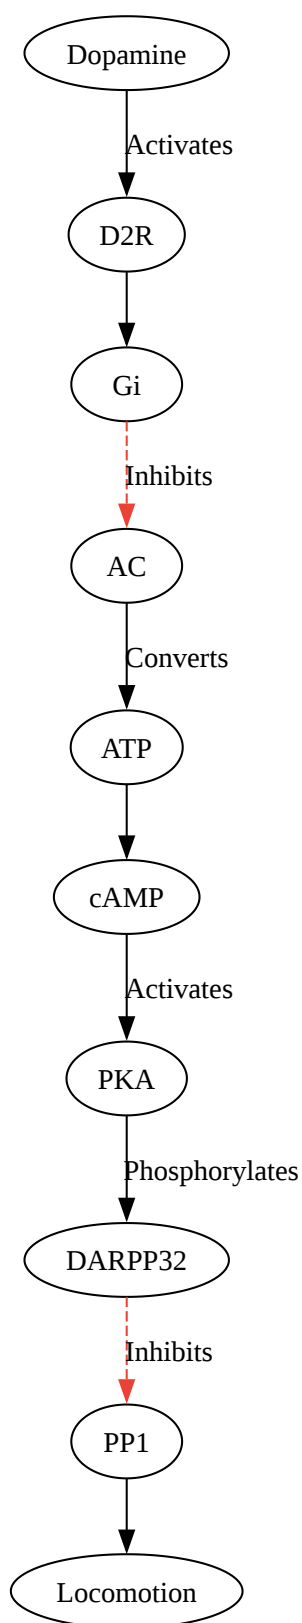 Dopamine
Activates
D2R
Gi
Inhibits
AC
Converts
ATP
cAMP
Activates
PKA
Phosphorylates
DARPP32
Inhibits
PP1
Locomotion